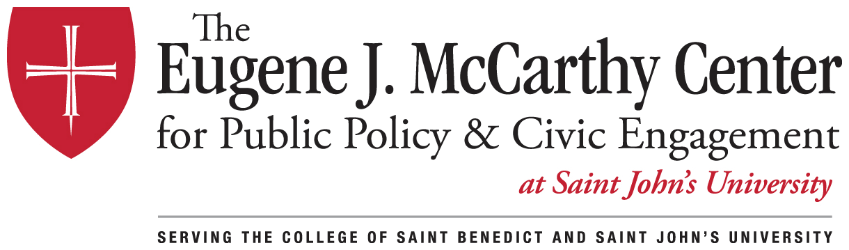 The
Eugene J. McCarthy Center
for Public Policy & Civic Engagement
at Saint John's University
SERVING THE COLLEGE OF SAINT BENEDICT AND SAINT JOHN'S UNIVERSITY